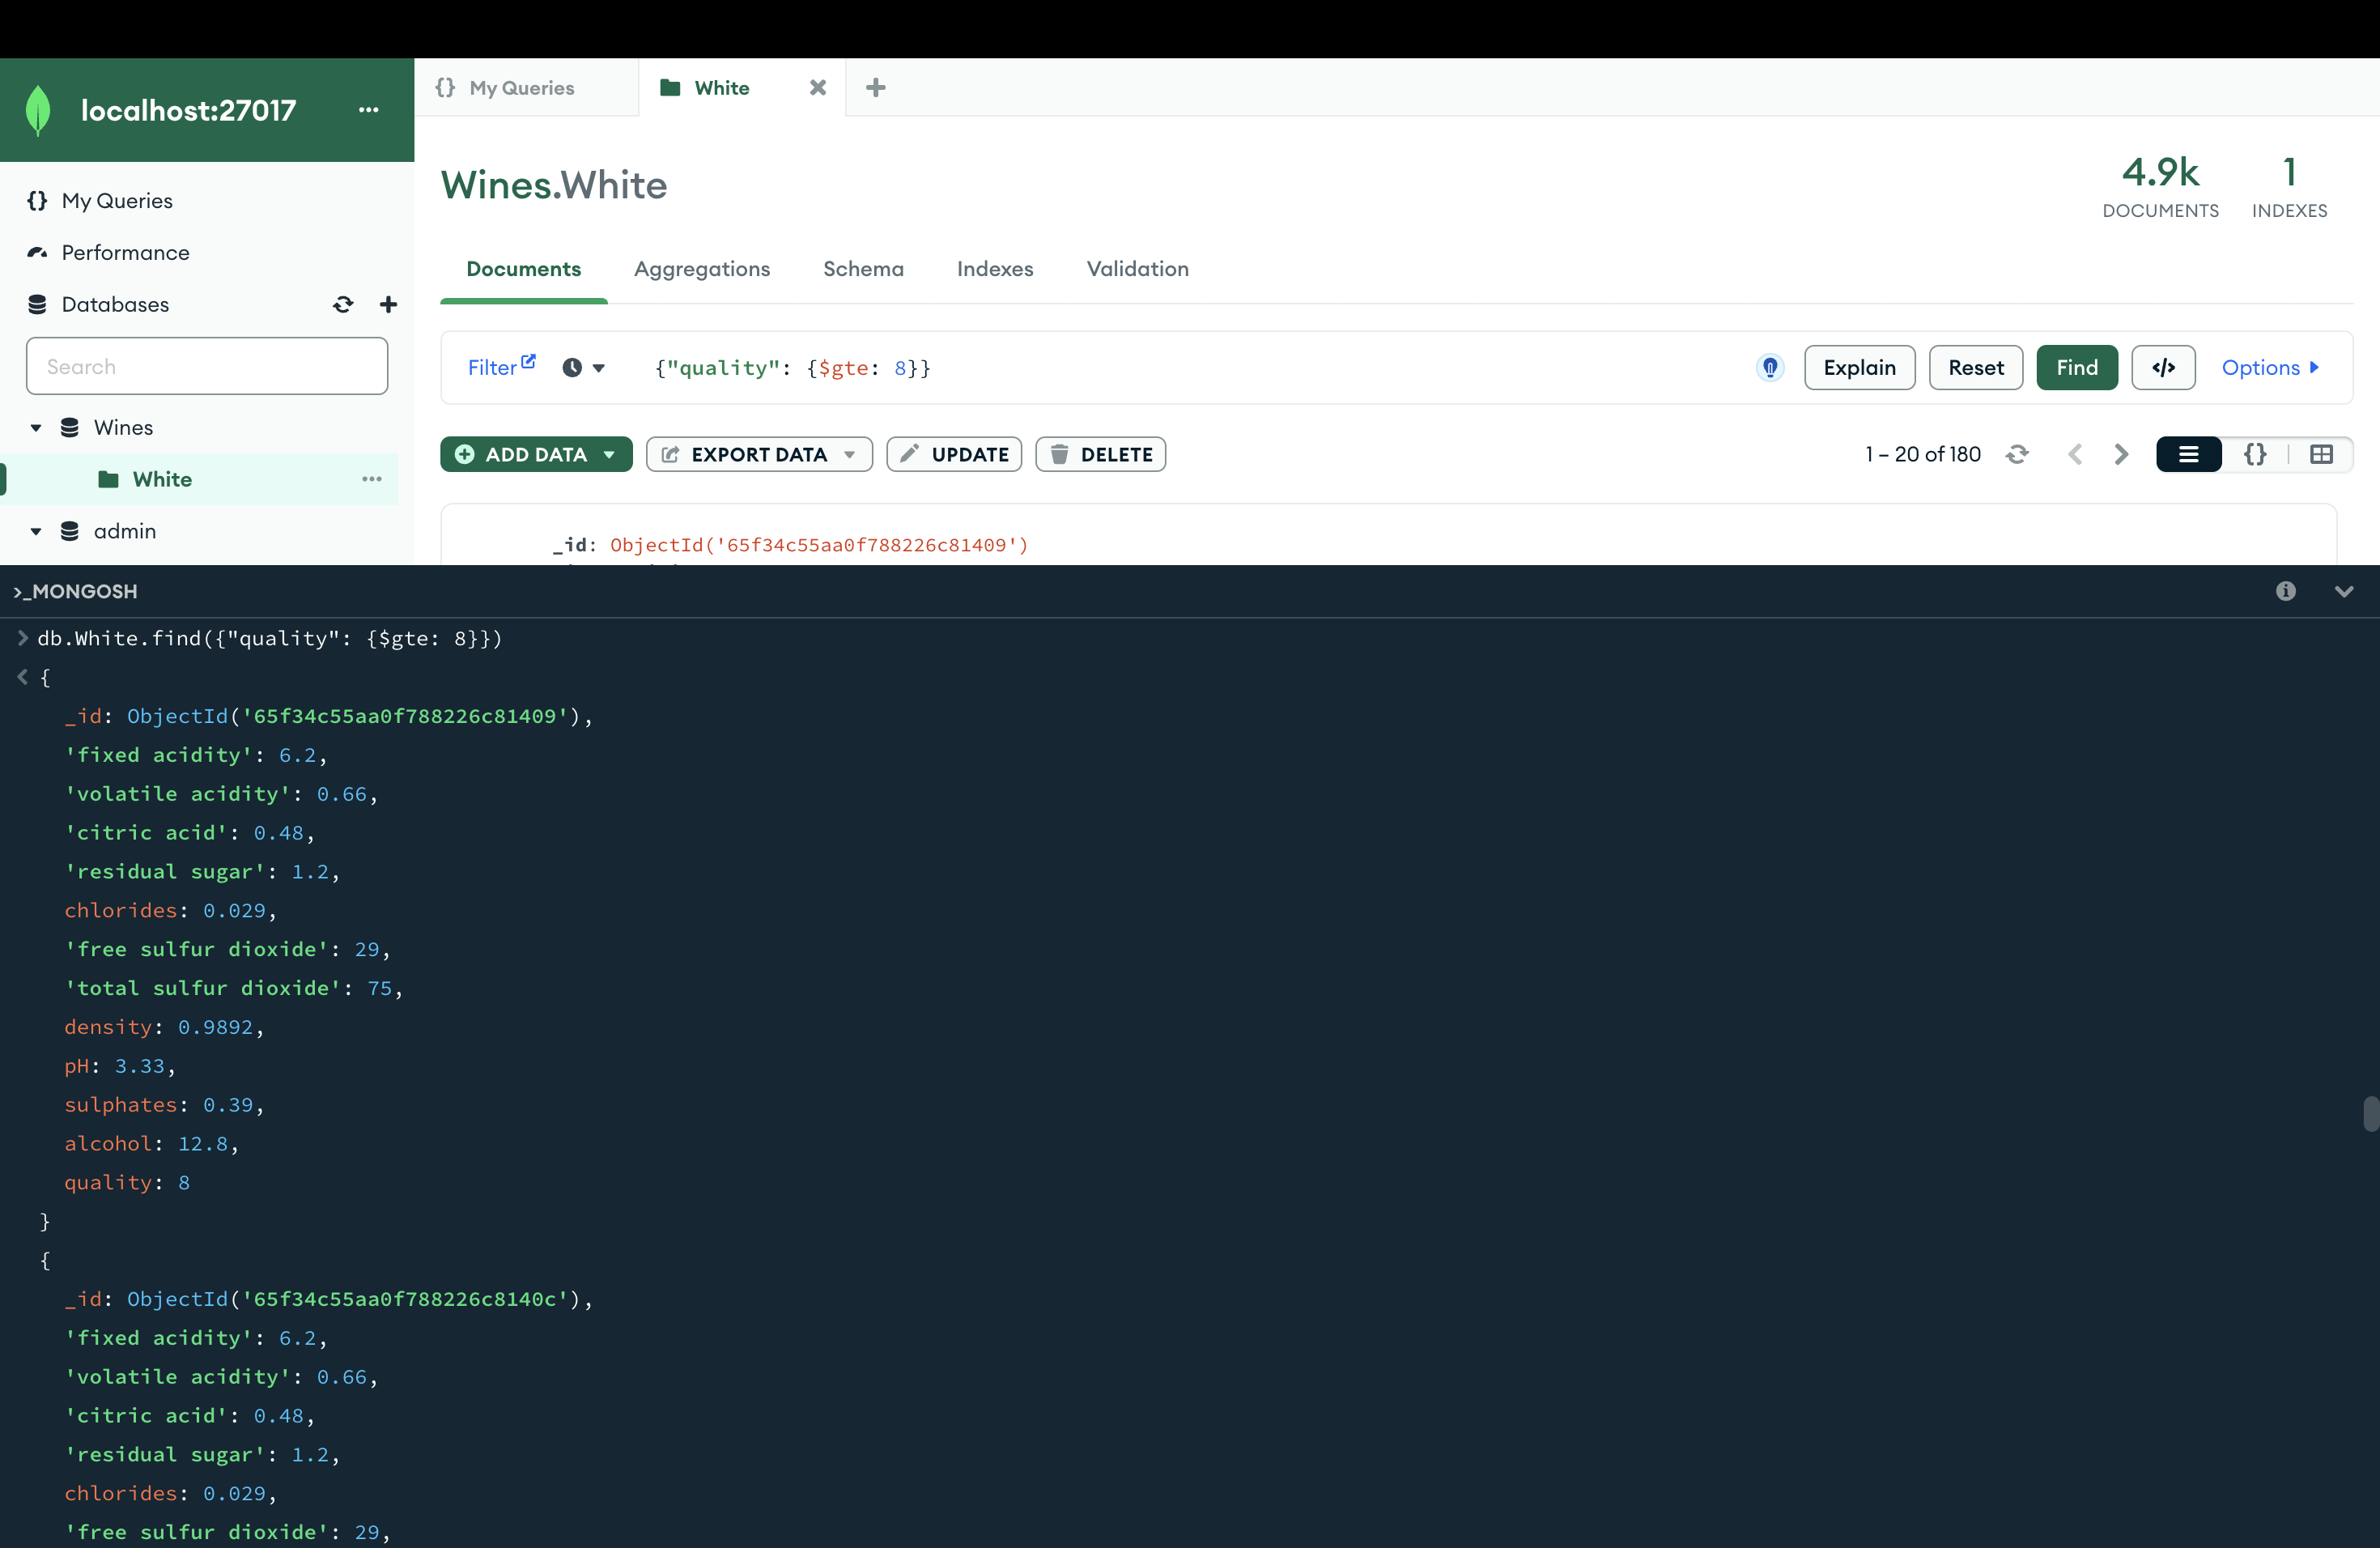 localhost:27017
My Queries
Performance
Databases
Search
Wines
White
admin
{} My Queries
White
Wines.White
4.9k
DOCUMENTS
1
INDEXES
Documents Aggregations Schema Indexes Validation
Filter
{"quality": {$gte: 8}}
Explain Reset Find </> Options
ADD DATA EXPORT DATA UPDATE DELETE
1 – 20 of 180
_id: ObjectId('65f34c55aa0f788226c81409')
>_MONGOSH
> db.White.find({"quality": {$gte: 8}})
< {
_id: ObjectId('65f34c55aa0f788226c81409'),
'fixed acidity': 6.2,
'volatile acidity': 0.66,
'citric acid': 0.48,
'residual sugar': 1.2,
chlorides: 0.029,
'free sulfur dioxide': 29,
'total sulfur dioxide': 75,
density: 0.9892,
pH: 3.33,
sulphates: 0.39,
alcohol: 12.8,
quality: 8
}
{
_id: ObjectId('65f34c55aa0f788226c8140c'),
'fixed acidity': 6.2,
'volatile acidity': 0.66,
'citric acid': 0.48,
'residual sugar': 1.2,
chlorides: 0.029,
'free sulfur dioxide': 29,